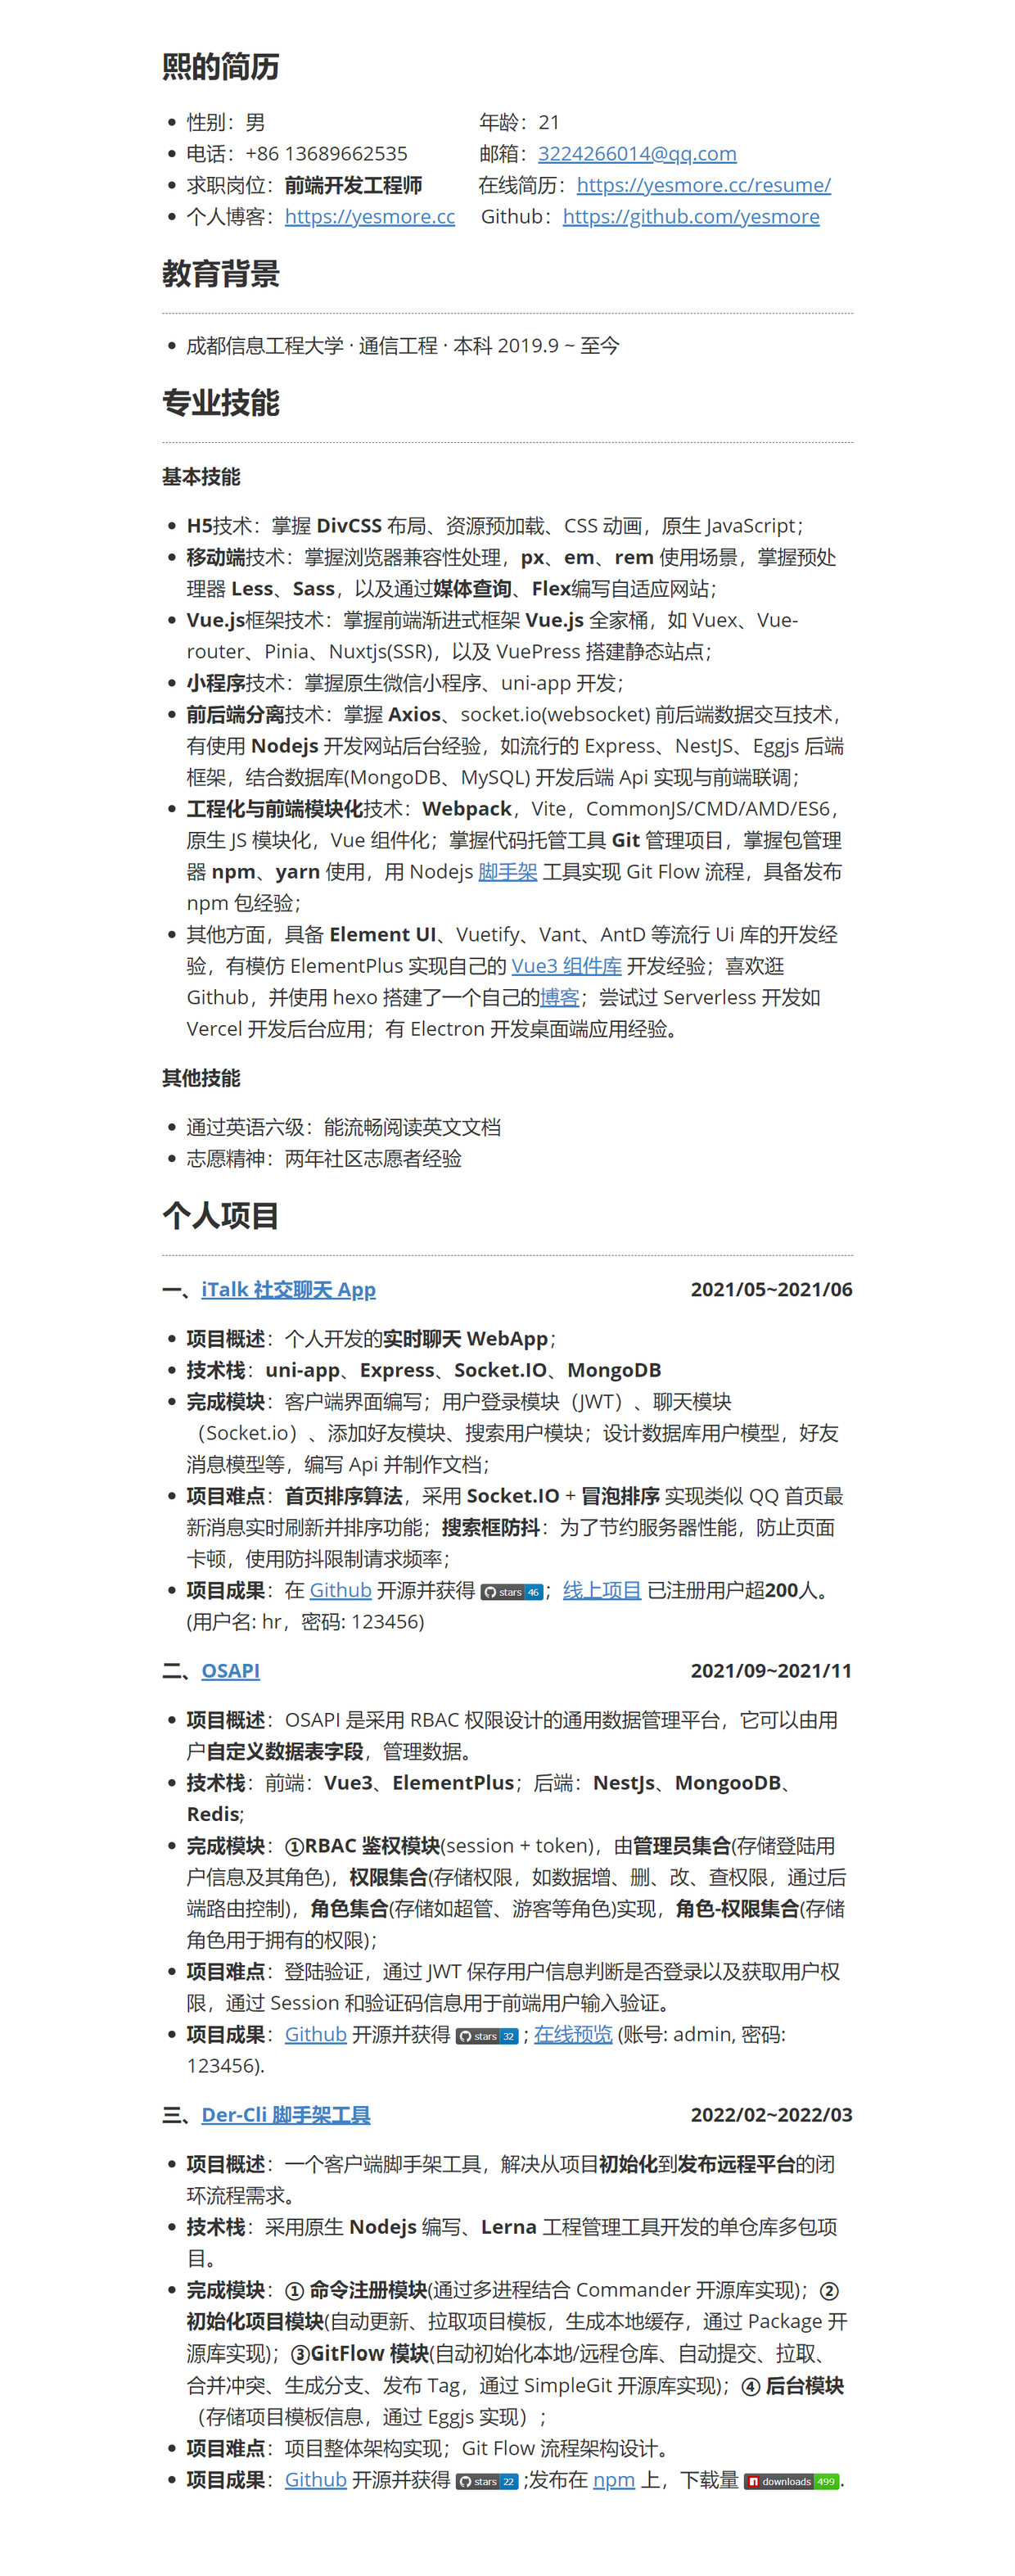 熙的简历
性别：男 年龄：21
电话：+86 13689662535 邮箱：3224266014@qq.com
求职岗位：前端开发工程师 在线简历：https://yesmore.cc/resume/
个人博客：https://yesmore.cc Github：https://github.com/yesmore
教育背景
成都信息工程大学 · 通信工程 · 本科 2019.9 ~ 至今
专业技能
基本技能
H5技术：掌握 DivCSS 布局、资源预加载、CSS 动画，原生 JavaScript；
移动端技术：掌握浏览器兼容性处理，px、em、rem 使用场景，掌握预处
理器 Less、Sass，以及通过媒体查询、Flex编写自适应网站；
Vue.js框架技术：掌握前端渐进式框架 Vue.js 全家桶，如 Vuex、Vue-
router、Pinia、Nuxtjs(SSR)，以及 VuePress 搭建静态站点；
小程序技术：掌握原生微信小程序、uni-app 开发；
前后端分离技术：掌握 Axios、socket.io(websocket) 前后端数据交互技术，
有使用 Nodejs 开发网站后台经验，如流行的 Express、NestJS、Eggjs 后端
框架，结合数据库(MongoDB、MySQL) 开发后端 Api 实现与前端联调；
工程化与前端模块化技术：Webpack，Vite，CommonJS/CMD/AMD/ES6，
原生 JS 模块化，Vue 组件化；掌握代码托管工具 Git 管理项目，掌握包管理
器 npm、yarn 使用，用 Nodejs 脚手架 工具实现 Git Flow 流程，具备发布
npm 包经验；
其他方面，具备 Element UI、Vuetify、Vant、AntD 等流行 Ui 库的开发经
验，有模仿 ElementPlus 实现自己的 Vue3 组件库 开发经验；喜欢逛
Github，并使用 hexo 搭建了一个自己的博客；尝试过 Serverless 开发如
Vercel 开发后台应用；有 Electron 开发桌面端应用经验。
其他技能
通过英语六级：能流畅阅读英文文档
志愿精神：两年社区志愿者经验
个人项目
一、iTalk 社交聊天 App 2021/05~2021/06
项目概述：个人开发的实时聊天 WebApp；
技术栈：uni-app、Express、Socket.IO、MongoDB
完成模块：客户端界面编写；用户登录模块（JWT）、聊天模块
（Socket.io）、添加好友模块、搜索用户模块；设计数据库用户模型，好友
消息模型等，编写 Api 并制作文档；
项目难点：首页排序算法，采用 Socket.IO + 冒泡排序 实现类似 QQ 首页最
新消息实时刷新并排序功能；搜索框防抖：为了节约服务器性能，防止页面
卡顿，使用防抖限制请求频率；
项目成果：在 Github 开源并获得 stars 46；线上项目 已注册用户超200人。
(用户名: hr，密码: 123456)
二、OSAPI 2021/09~2021/11
项目概述：OSAPI 是采用 RBAC 权限设计的通用数据管理平台，它可以由用
户自定义数据表字段，管理数据。
技术栈：前端：Vue3、ElementPlus；后端：NestJs、MongooDB、
Redis;
完成模块：①RBAC 鉴权模块(session + token)，由管理员集合(存储登陆用
户信息及其角色)，权限集合(存储权限，如数据增、删、改、查权限，通过后
端路由控制)，角色集合(存储如超管、游客等角色)实现，角色-权限集合(存储
角色用于拥有的权限)；
项目难点：登陆验证，通过 JWT 保存用户信息判断是否登录以及获取用户权
限，通过 Session 和验证码信息用于前端用户输入验证。
项目成果：Github 开源并获得 stars 32 ; 在线预览 (账号: admin, 密码:
123456).
三、Der-Cli 脚手架工具 2022/02~2022/03
项目概述：一个客户端脚手架工具，解决从项目初始化到发布远程平台的闭
环流程需求。
技术栈：采用原生 Nodejs 编写、Lerna 工程管理工具开发的单仓库多包项
目。
完成模块：① 命令注册模块(通过多进程结合 Commander 开源库实现)；②
初始化项目模块(自动更新、拉取项目模板，生成本地缓存，通过 Package 开
源库实现)；③GitFlow 模块(自动初始化本地/远程仓库、自动提交、拉取、
合并冲突、生成分支、发布 Tag，通过 SimpleGit 开源库实现)；④ 后台模块
（存储项目模板信息，通过 Eggjs 实现）；
项目难点：项目整体架构实现；Git Flow 流程架构设计。
项目成果：Github 开源并获得 stars 22 ;发布在 npm 上，下载量 downloads 499.